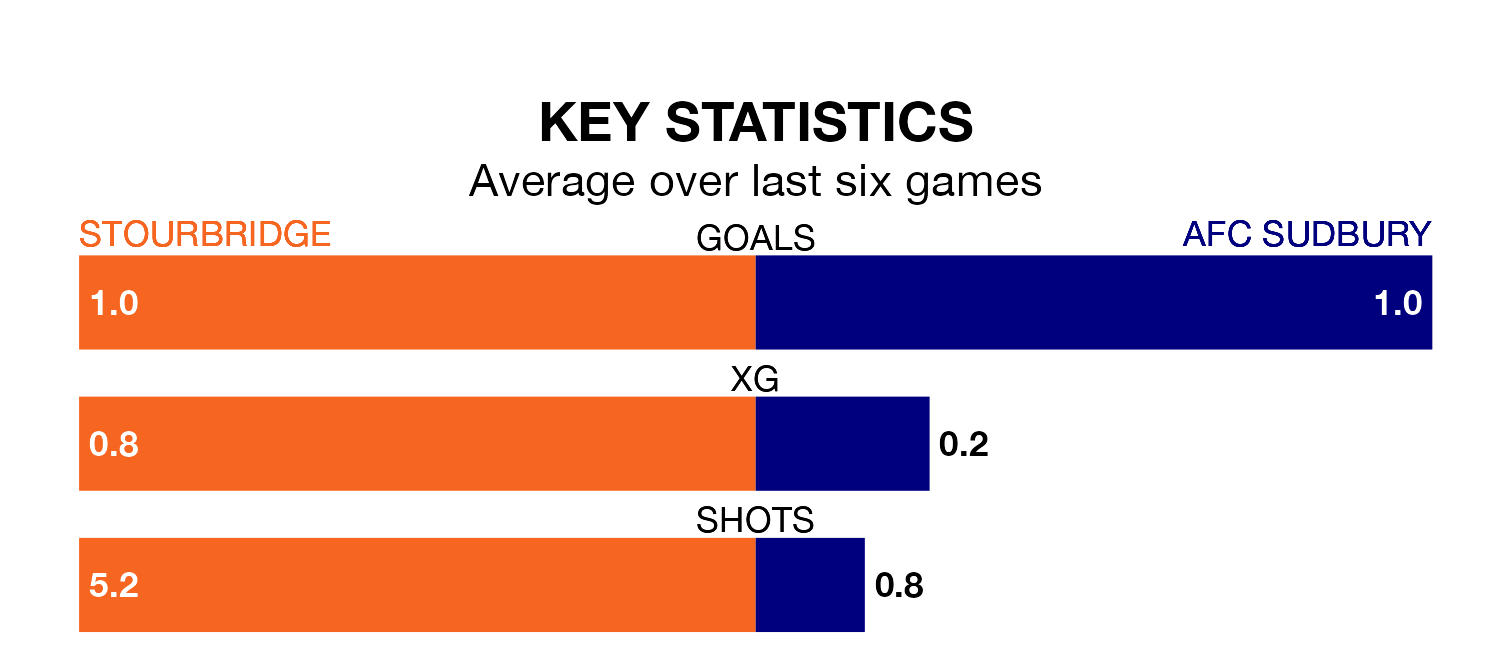 KEY STATISTICS
Average over last six games
STOURBRIDGE
GOALS
AFC SUDBURY
1.0
1.0
XG
0.8
0.2
SHOTS
5.2
0.8